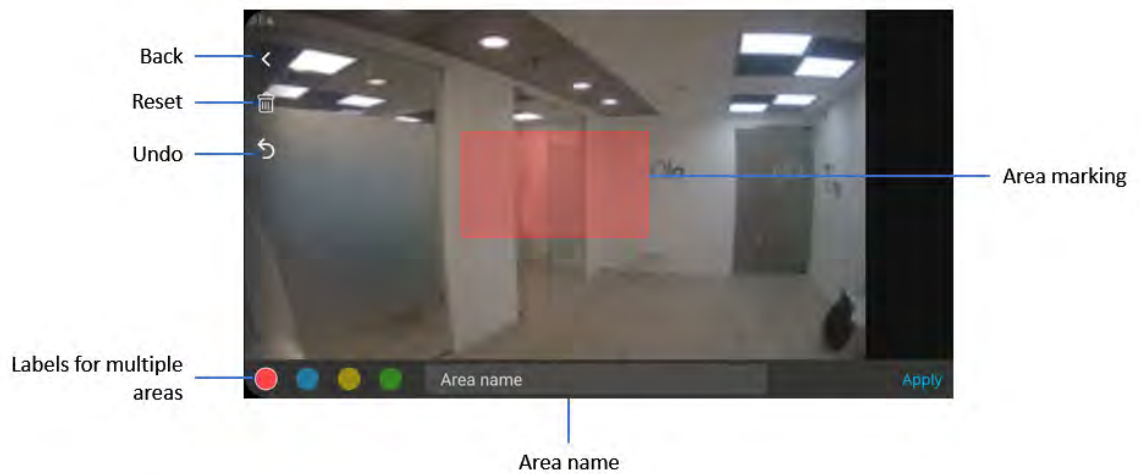 Back
Reset
Undo
Area marking
Labels for multiple
areas
Area name
Apply
Area name